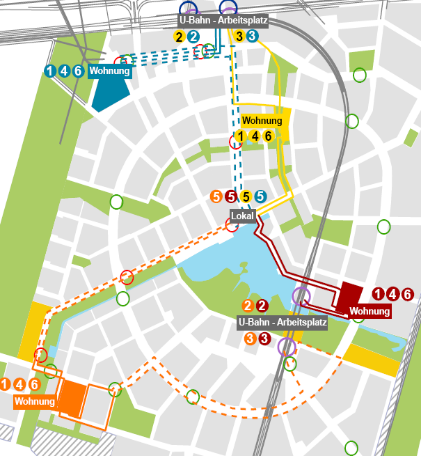 U-Bahn - Arbeitsplatz
2 2 3 3
1 4 6 Wohnung
Wohnung
1 4 6
5 5 5 5
Lokal
1 4 6
Wohnung
2 2
U-Bahn - Arbeitsplatz
3 3
1 4 6
Wohnung